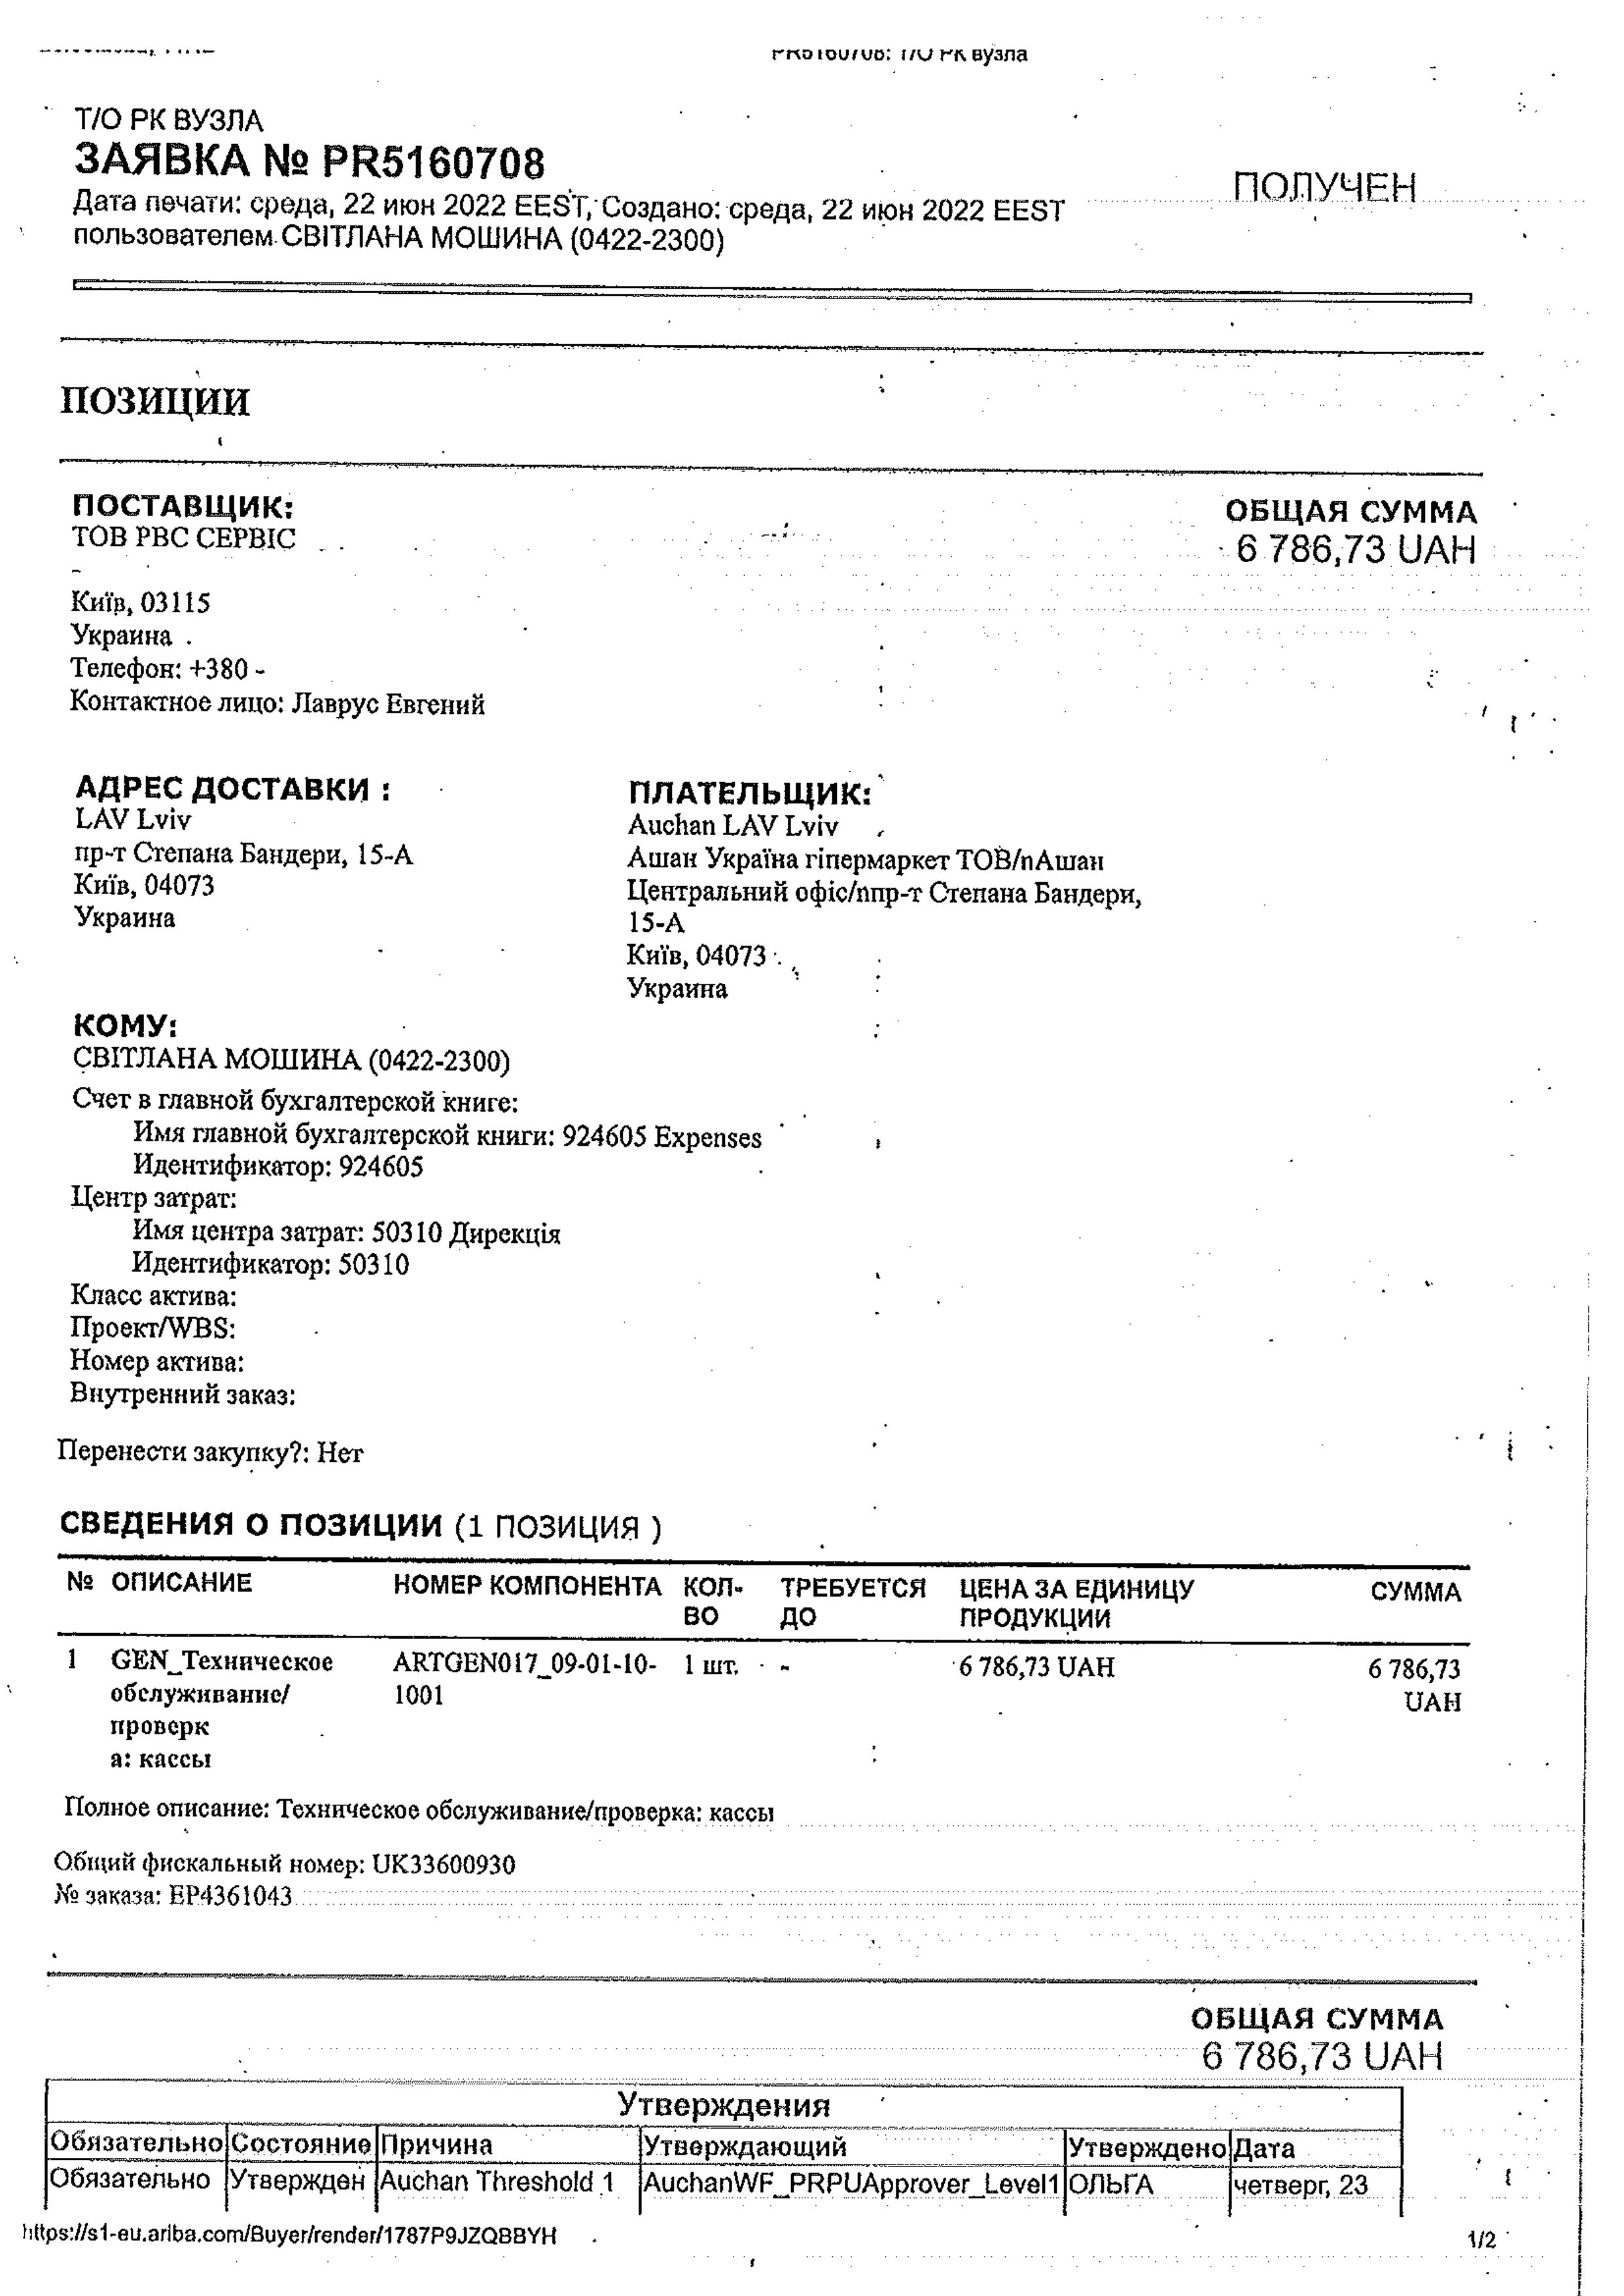 PR5160708: Т/О РК вузла
Т/О РК ВУЗЛА
ЗАЯВКА № PR5160708
ПОЛУЧЕН
Дата печати: среда, 22 июн 2022 EEST, Создано: среда, 22 июн 2022 EEST
пользователем СВІТЛАНА МОШИНА (0422-2300)
ПОЗИЦИИ
ПОСТАВЩИК:
ТОВ РВС СЕРВІС
ОБЩАЯ СУММА
6 786,73 UAH
-
Київ, 03115
Украина
Телефон: +380 -
Контактное лицо: Лаврус Евгений
АДРЕС ДОСТАВКИ :
LAV Lviv
пр-т Степана Бандери, 15-А
Київ, 04073
Украина
ПЛАТЕЛЬЩИК:
Auchan LAV Lviv
Ашан Україна гіпермаркет ТОВ/nАшан
Центральний офіс/nпр-т Степана Бандери,
15-А
Київ, 04073
Украина
КОМУ:
СВІТЛАНА МОШИНА (0422-2300)
Счет в главной бухгалтерской книге:
Имя главной бухгалтерской книги: 924605 Expenses
Идентификатор: 924605
Центр затрат:
Имя центра затрат: 50310 Дирекція
Идентификатор: 50310
Класс актива:
Проект/WBS:
Номер актива:
Внутренний заказ:
Перенести закупку?: Нет
СВЕДЕНИЯ О ПОЗИЦИИ (1 ПОЗИЦИЯ )
№ ОПИСАНИЕ НОМЕР КОМПОНЕНТА КОЛ- ТРЕБУЕТСЯ ЦЕНА ЗА ЕДИНИЦУ СУММА
ВО ДО ПРОДУКЦИИ
1 GEN_Техническое ARTGEN017_09-01-10- 1 шт. - 6 786,73 UAH 6 786,73
обслуживание/ 1001 UAH
проверк
а: кассы
Полное описание: Техническое обслуживание/проверка: кассы
Общий фискальный номер: UK33600930
№ заказа: EP4361043
ОБЩАЯ СУММА
6 786,73 UAH
Утверждения
Обязательно Состояние Причина Утверждающий Утверждено Дата
Обязательно Утвержден Auchan Threshold 1 AuchanWF_PRPUApprover_Level1 ОЛЬГА четверг, 23
https://s1-eu.ariba.com/Buyer/render/1787P9JZQBBYH 1/2